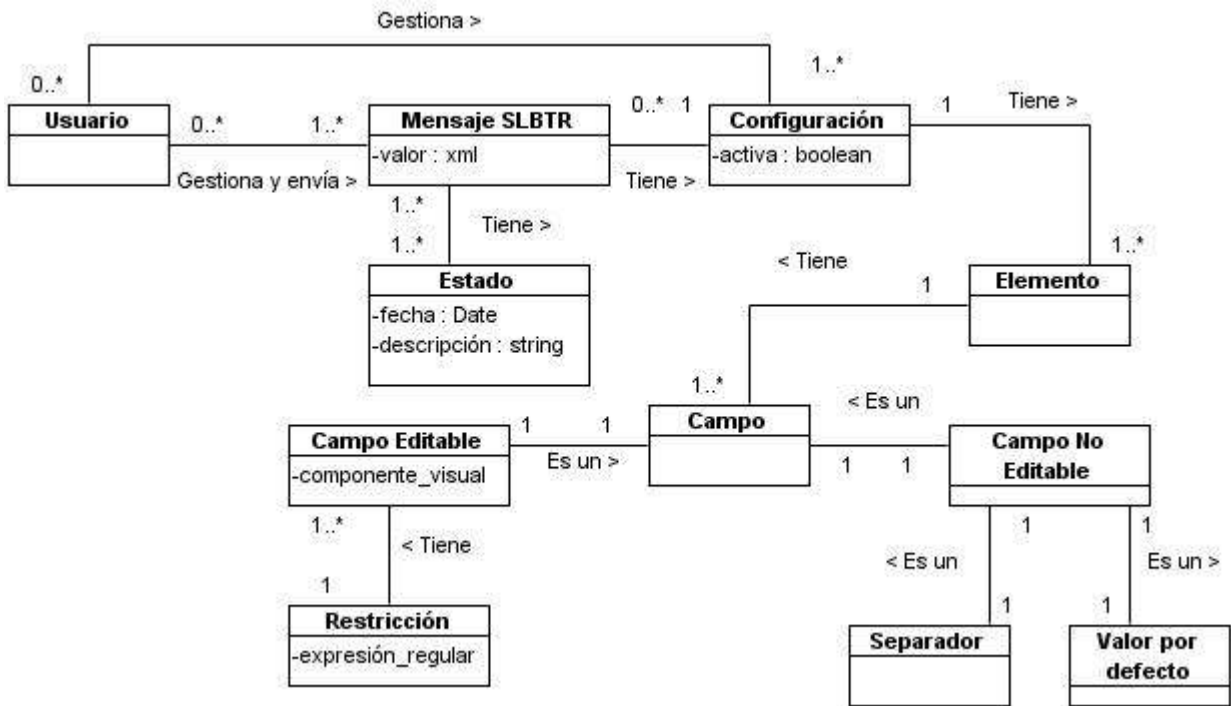 Gestiona >
0..*
1..*
Usuario
0..*
1..*
Gestiona y envía >
Mensaje SLBTR
-valor : xml
0..*
1
Tiene >
Configuración
-activa : boolean
1
Tiene >
1..*
1..*
Tiene >
1..*
Estado
-fecha : Date
-descripción : string
Elemento
1
< Tiene
1..*
Campo
Campo Editable
-componente_visual
1
1
Es un >
< Es un
1
1
Campo No
Editable
1..*
< Tiene
1
Restricción
-expresión_regular
1
< Es un
1
1
Es un >
1
Separador
Valor por
defecto